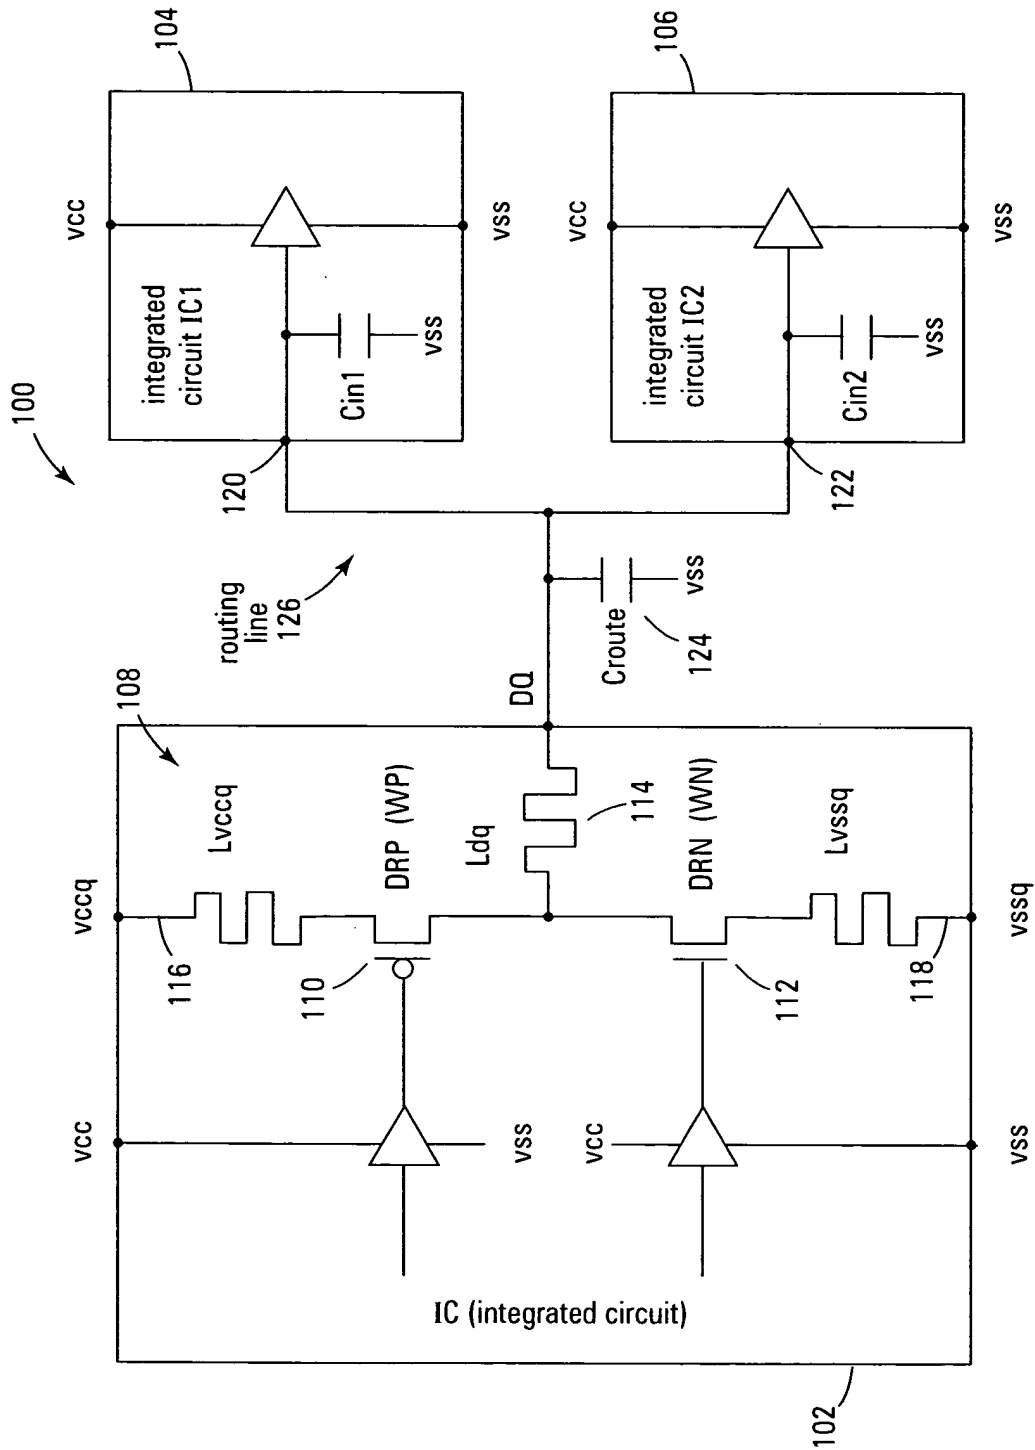 100
104
vcc
integrated
circuit IC1
Cin1
vss
vss
120
106
vcc
integrated
circuit IC2
Cin2
vss
vss
122
routing
line
126
DQ
Croute
vss
124
108
vccq
116
Lvccq
110
DRP (WP)
Ldq
114
DRN (WN)
112
Lvssq
118
vssq
vcc
vss
vcc
vss
IC (integrated circuit)
102